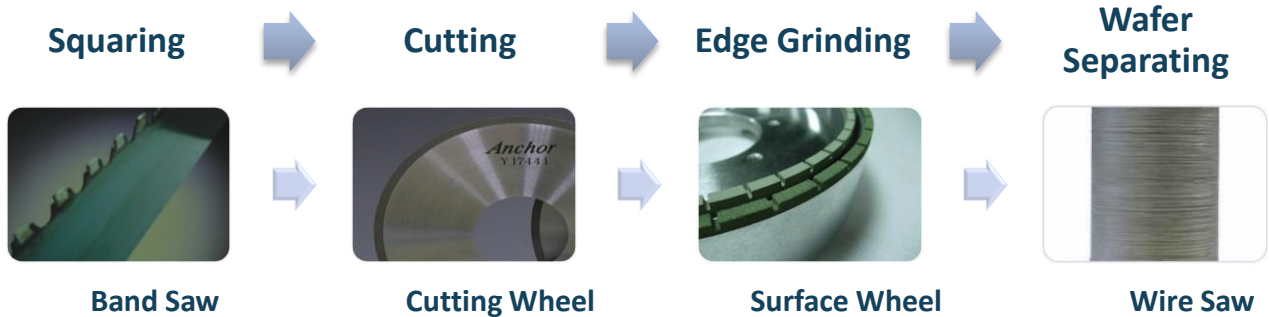 Squaring
Cutting
Edge Grinding
Wafer
Separating
Anchor
Y17441
Band Saw
Cutting Wheel
Surface Wheel
Wire Saw